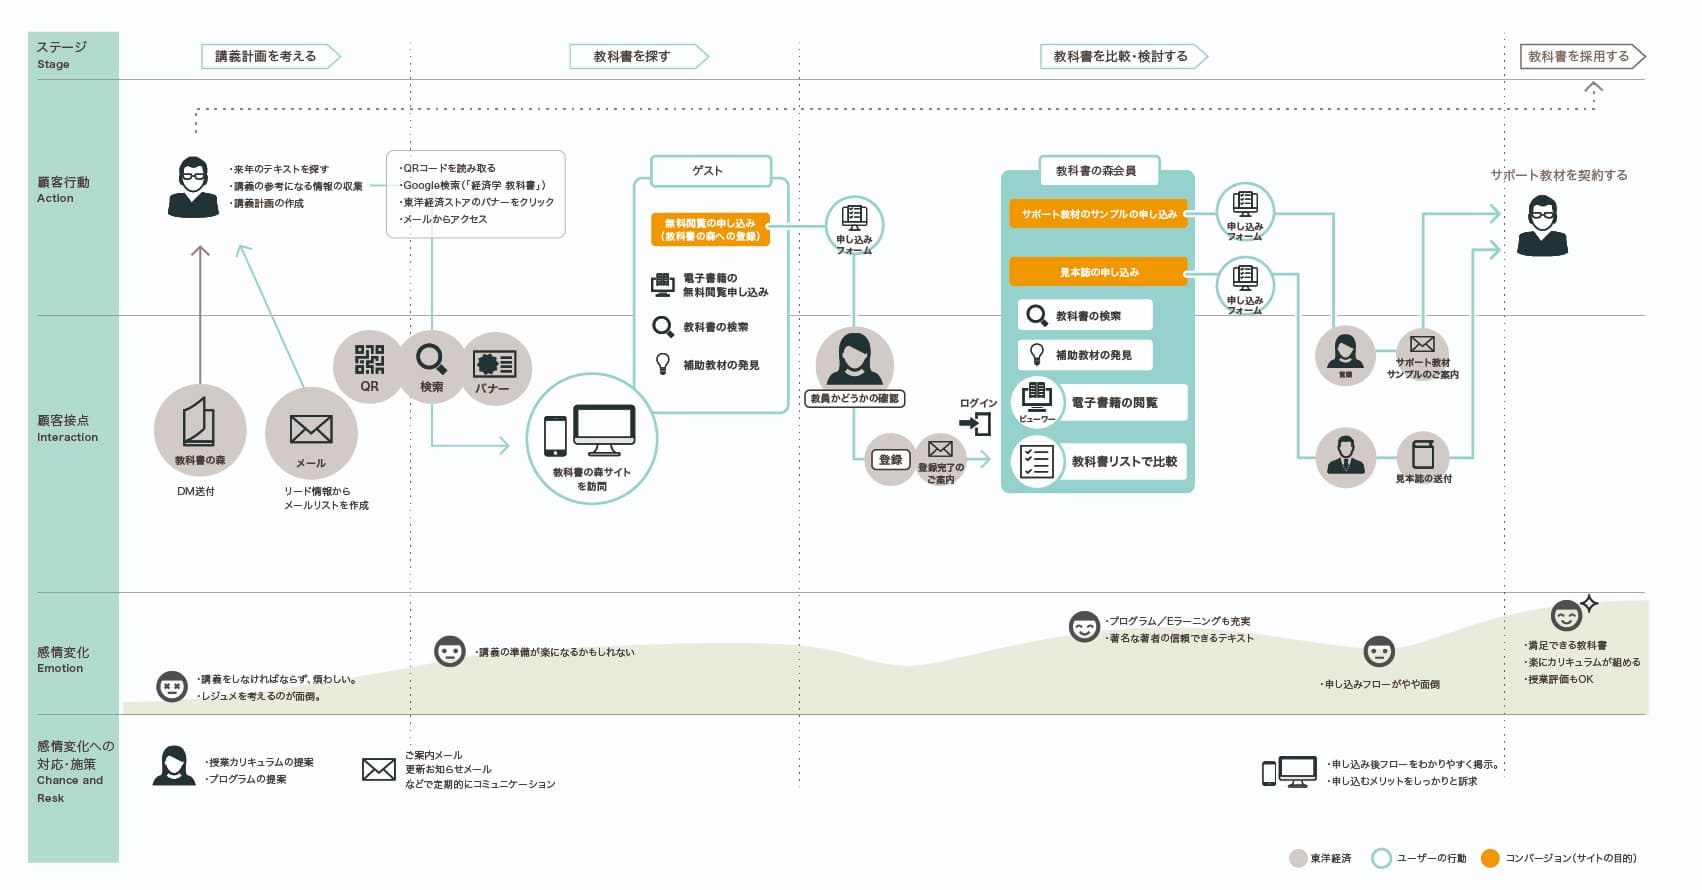 ステージ
Stage
講義計画を考える
教科書を探す
教科書を比較・検討する
教科書を採用する
顧客行動
Action
・来年のテキストを探す
・講義の参考になる情報の収集
・講義計画の作成
・QRコードを読み取る
・Google検索(「経済学 教科書」)
・東洋経済ストアのバナーをクリック
・メールからアクセス
ゲスト
無料閲覧の申し込み
(教科書の森への登録)
電子書籍の
無料閲覧申し込み
教科書の検索
補助教材の発見
申し込み
フォーム
教科書の森会員
サポート教材のサンプルの申し込み
見本誌の申し込み
教科書の検索
補助教材の発見
電子書籍の閲覧
ビューワー
教科書リストで比較
申し込み
フォーム
申し込み
フォーム
サポート教材を契約する
顧客接点
Interaction
教科書の森
DM送付
メール
リード情報から
メールリストを作成
QR
検索
バナー
教科書の森サイト
を訪問
教員かどうかの確認
登録
登録完了の
ご案内
ログイン
営業
サポート教材
サンプルのご案内
見本誌の送付
感情変化
Emotion
・講義をしなければならず、煩わしい。
・レジュメを考えるのが面倒。
・講義の準備が楽になるかもしれない
・プログラム／Eラーニングも充実
・著名な著者の信頼できるテキスト
・申し込みフローがやや面倒
・満足できる教科書
・楽にカリキュラムが組める
・授業評価もOK
感情変化への
対応・施策
Chance and
Resk
・授業カリキュラムの提案
・プログラムの提案
ご案内メール
更新お知らせメール
などで定期的にコミュニケーション
・申し込み後フローをわかりやすく掲示。
・申し込むメリットをしっかりと訴求
東洋経済
ユーザーの行動
コンバージョン(サイトの目的)